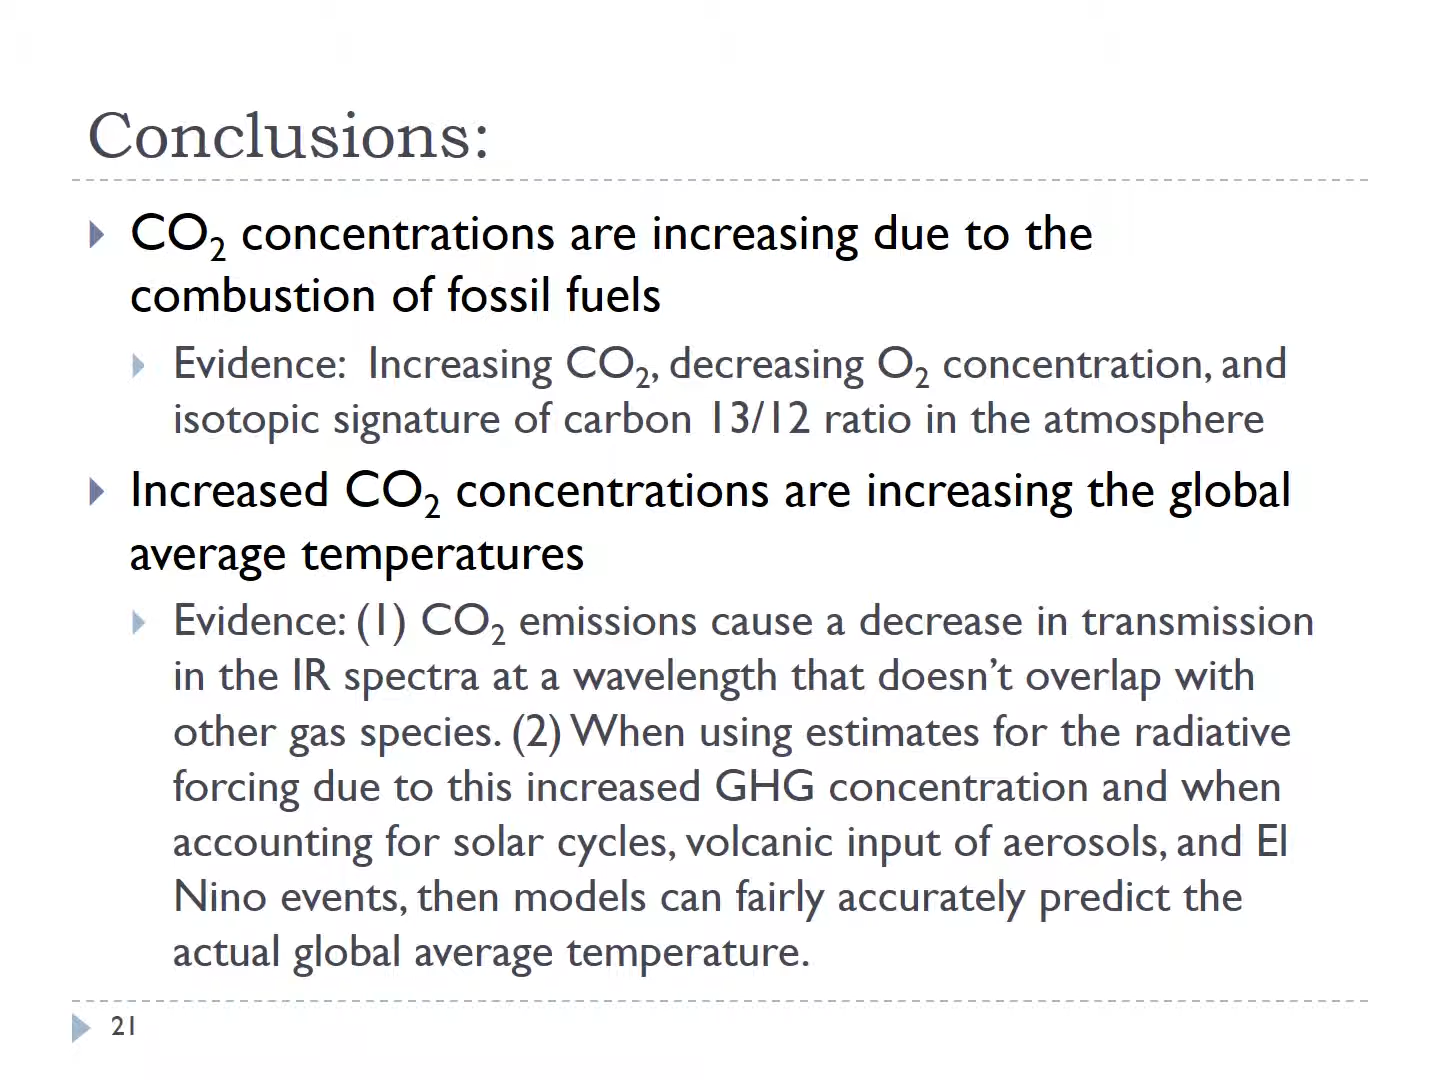 Conclusions:
CO₂ concentrations are increasing due to the
combustion of fossil fuels
Evidence:  Increasing CO₂, decreasing O₂ concentration, and
isotopic signature of carbon 13/12 ratio in the atmosphere
Increased CO₂ concentrations are increasing the global
average temperatures
Evidence: (1) CO₂ emissions cause a decrease in transmission
in the IR spectra at a wavelength that doesn’t overlap with
other gas species. (2) When using estimates for the radiative
forcing due to this increased GHG concentration and when
accounting for solar cycles, volcanic input of aerosols, and El
Nino events, then models can fairly accurately predict the
actual global average temperature.
21